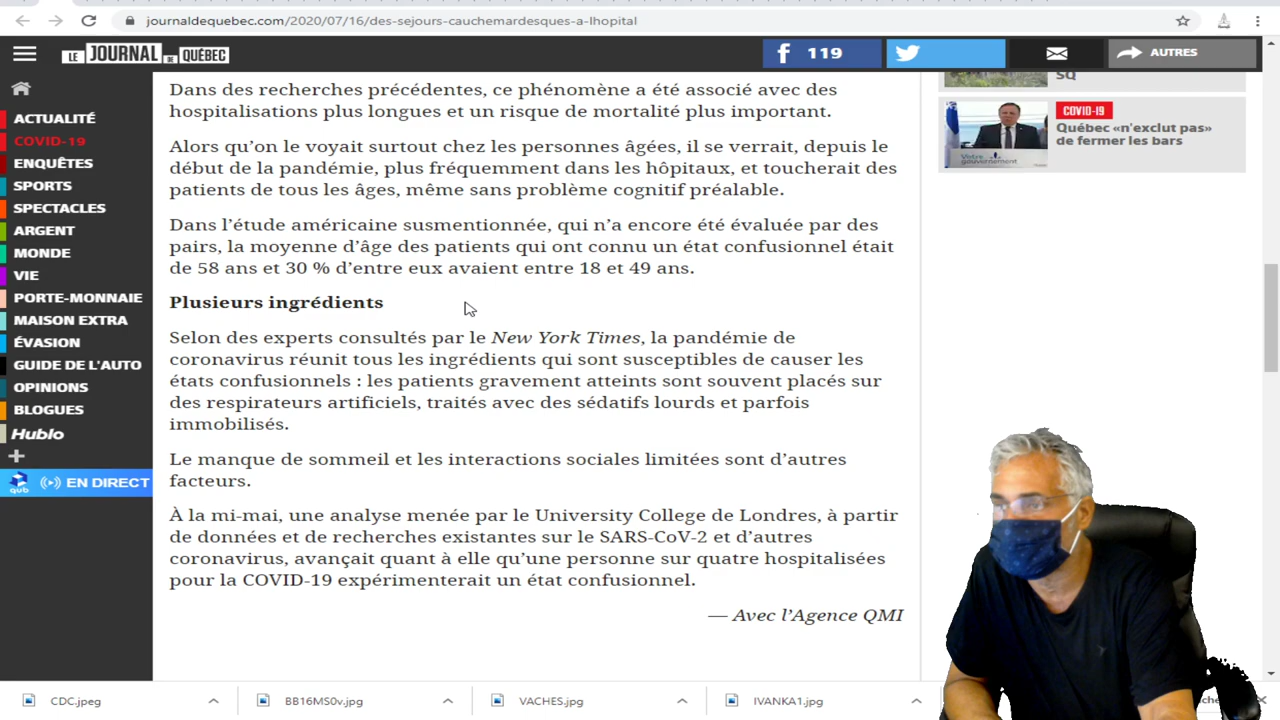 journaldequebec.com/2020/07/16/des-sejours-cauchemardesques-a-lhopital
LE JOURNAL DE QUÉBEC
119
AUTRES
ACTUALITÉ
COVID-19
ENQUÊTES
SPORTS
SPECTACLES
ARGENT
MONDE
VIE
PORTE-MONNAIE
MAISON EXTRA
ÉVASION
GUIDE DE L'AUTO
OPINIONS
BLOGUES
Hublo
qub EN DIRECT
Dans des recherches précédentes, ce phénomène a été associé avec des
hospitalisations plus longues et un risque de mortalité plus important.
Alors qu’on le voyait surtout chez les personnes âgées, il se verrait, depuis le
début de la pandémie, plus fréquemment dans les hôpitaux, et toucherait des
patients de tous les âges, même sans problème cognitif préalable.
Dans l’étude américaine susmentionnée, qui n’a encore été évaluée par des
pairs, la moyenne d’âge des patients qui ont connu un état confusionnel était
de 58 ans et 30 % d’entre eux avaient entre 18 et 49 ans.
Plusieurs ingrédients
Selon des experts consultés par le New York Times, la pandémie de
coronavirus réunit tous les ingrédients qui sont susceptibles de causer les
états confusionnels : les patients gravement atteints sont souvent placés sur
des respirateurs artificiels, traités avec des sédatifs lourds et parfois
immobilisés.
Le manque de sommeil et les interactions sociales limitées sont d’autres
facteurs.
À la mi-mai, une analyse menée par le University College de Londres, à partir
de données et de recherches existantes sur le SARS-CoV-2 et d’autres
coronavirus, avançait quant à elle qu’une personne sur quatre hospitalisées
pour la COVID-19 expérimenterait un état confusionnel.
— Avec l’Agence QMI
SQ
COVID-19
Québec «n'exclut pas»
de fermer les bars
CDC.jpeg
BB16MS0v.jpg
VACHES.jpg
IVANKA1.jpg